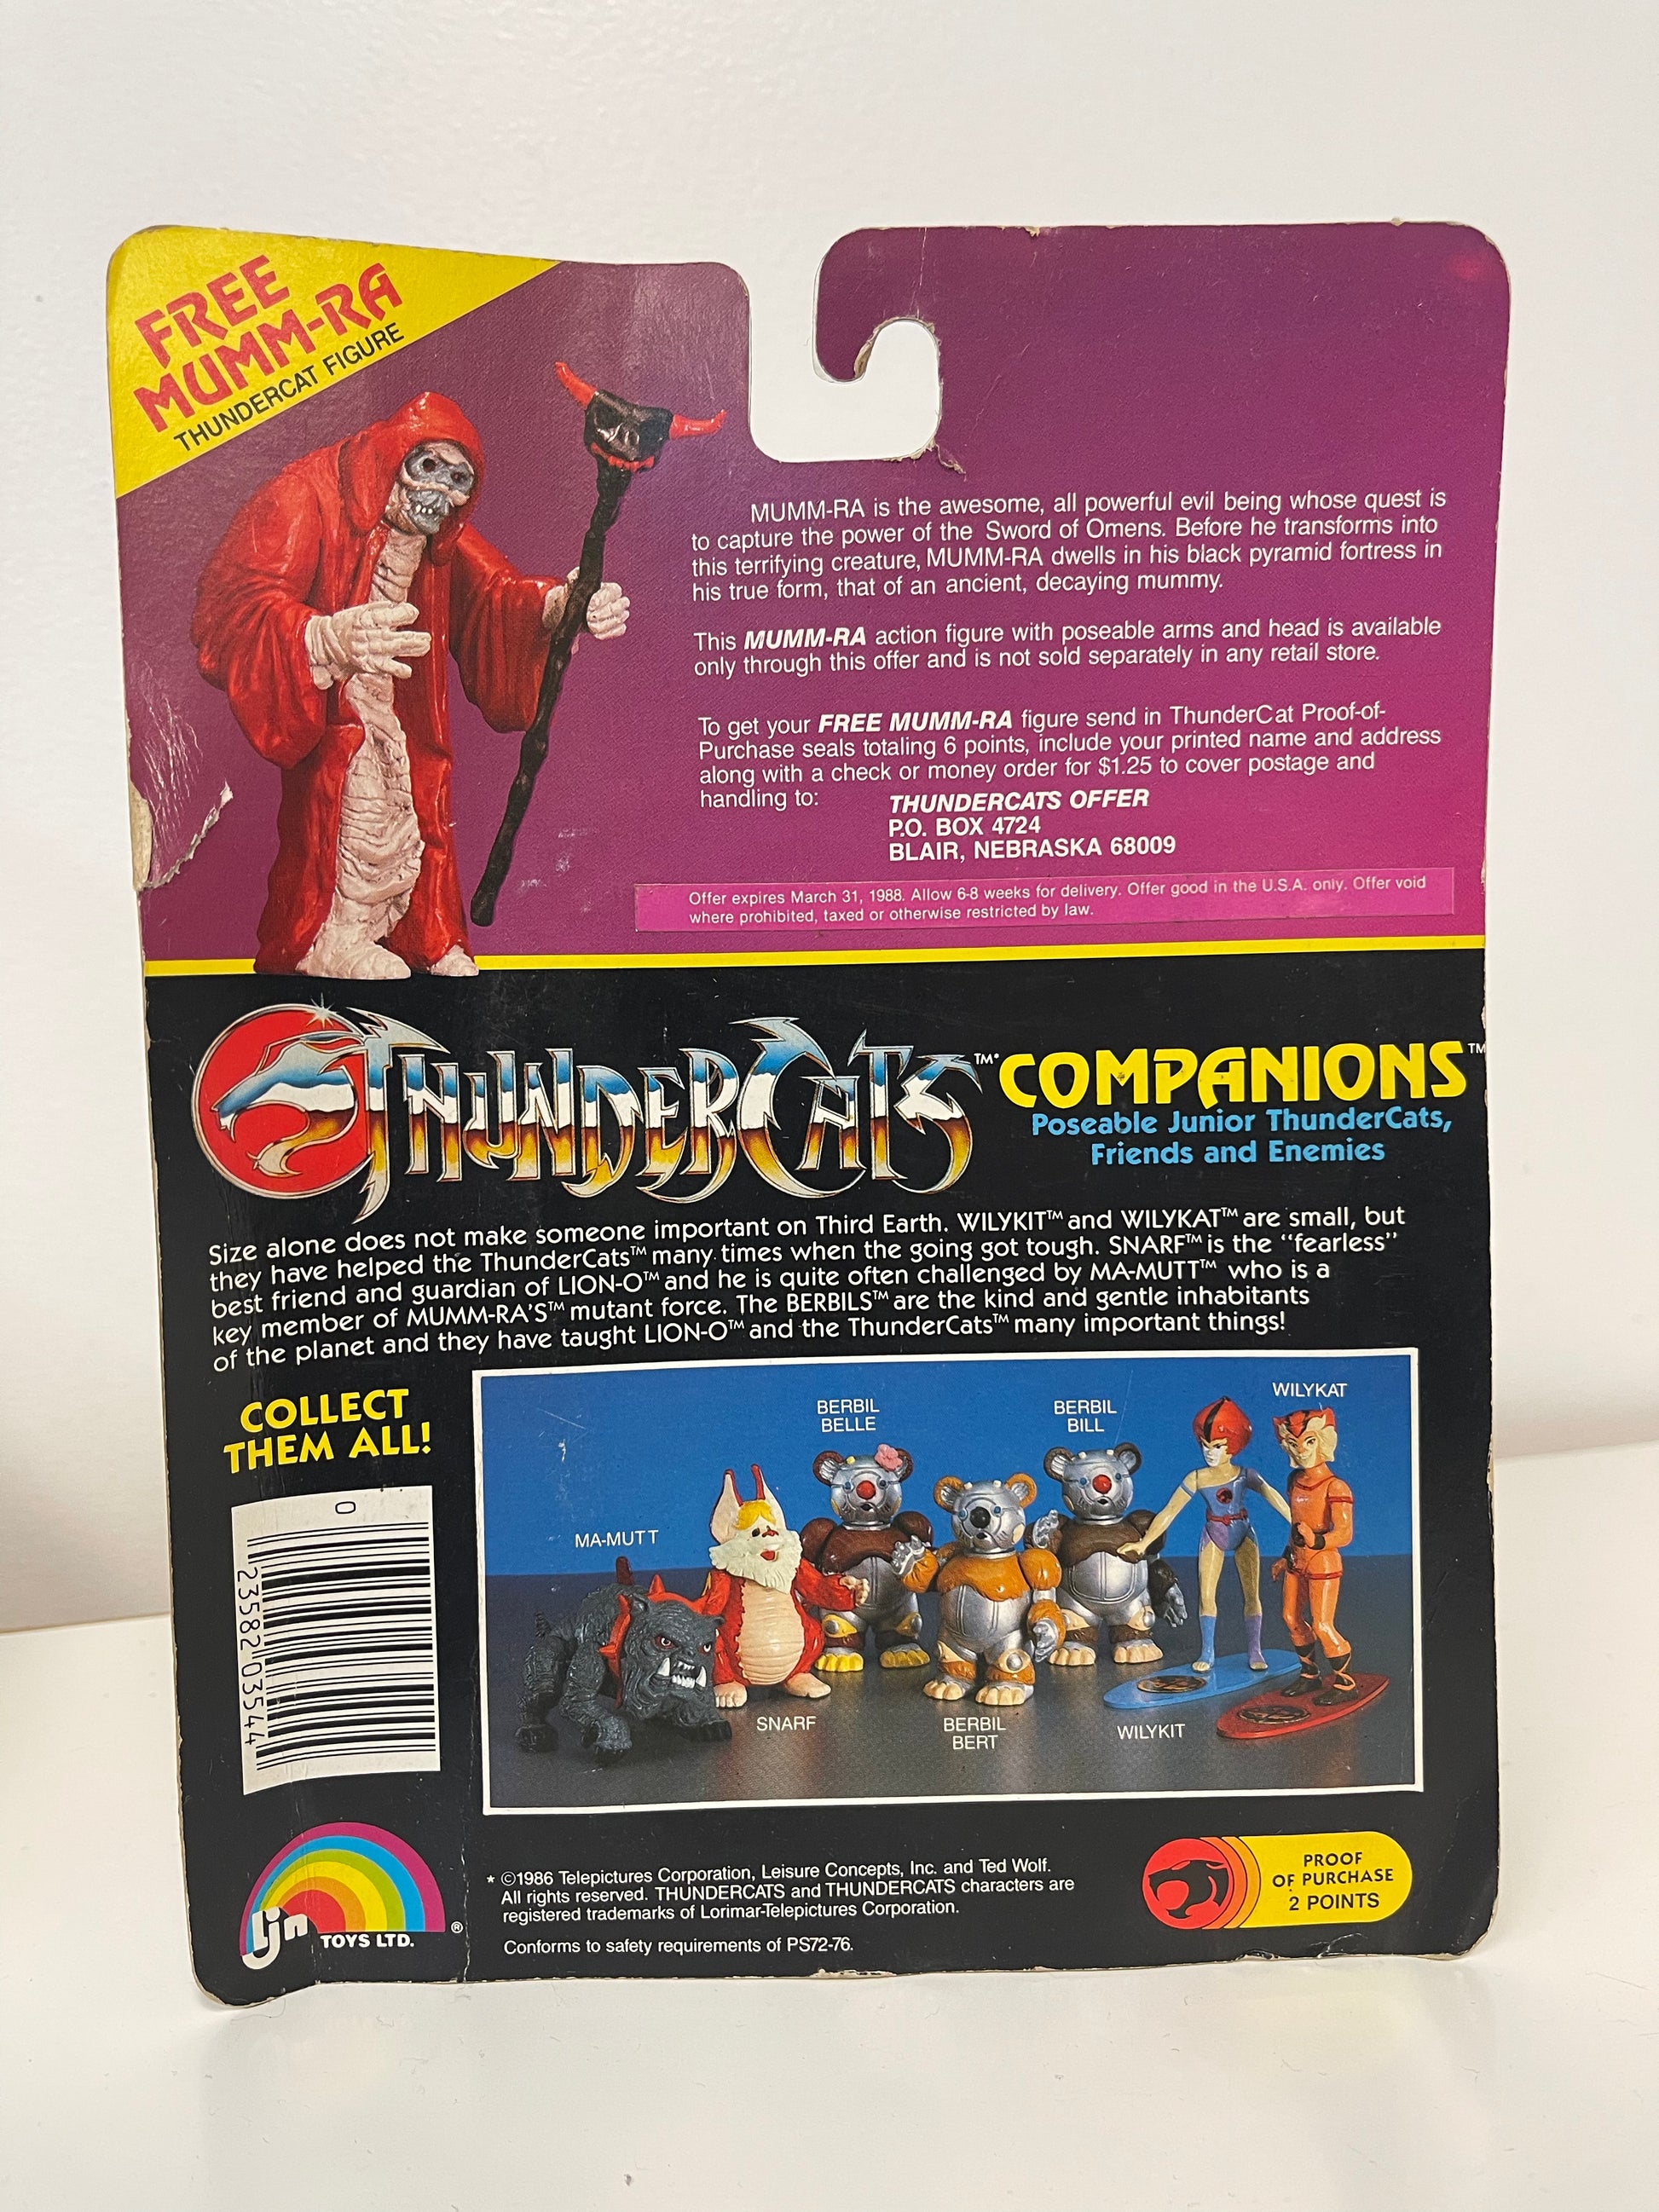 FREE
MUMM-RA
THUNDERCAT FIGURE
MUMM-RA is the awesome, all powerful evil being whose quest is
to capture the power of the Sword of Omens. Before he transforms into
this terrifying creature, MUMM-RA dwells in his black pyramid fortress in
his true form, that of an ancient, decaying mummy.
This MUMM-RA action figure with poseable arms and head is available
only through this offer and is not sold separately in any retail store.
To get your FREE MUMM-RA figure send in ThunderCat Proof-of-
Purchase seals totaling 6 points, include your printed name and address
along with a check or money order for $1.25 to cover postage and
handling to:
THUNDERCATS OFFER
P.O. BOX 4724
BLAIR, NEBRASKA 68009
Offer expires March 31, 1988. Allow 6-8 weeks for delivery. Offer good in the U.S.A. only. Offer void
where prohibited, taxed or otherwise restricted by law.
THUNDERCATS™* COMPANIONS™
Poseable Junior ThunderCats,
Friends and Enemies
Size alone does not make someone important on Third Earth. WILYKIT™ and WILYKAT™ are small, but
they have helped the ThunderCats™ many times when the going got tough. SNARF™ is the "fearless"
best friend and guardian of LION-O™ and he is quite often challenged by MA-MUTT™ who is a
key member of MUMM-RA'S™ mutant force. The BERBILS™ are the kind and gentle inhabitants
of the planet and they have taught LION-O™ and the ThunderCats™ many important things!
COLLECT
THEM ALL!
0 23582 03544
MA-MUTT
SNARF
BERBIL
BELLE
BERBIL
BERT
BERBIL
BILL
WILYKIT
WILYKAT
Ljn
TOYS LTD. ®
* ©1986 Telepictures Corporation, Leisure Concepts, Inc. and Ted Wolf.
All rights reserved. THUNDERCATS and THUNDERCATS characters are
registered trademarks of Lorimar-Telepictures Corporation.
Conforms to safety requirements of PS72-76.
PROOF
OF PURCHASE
2 POINTS